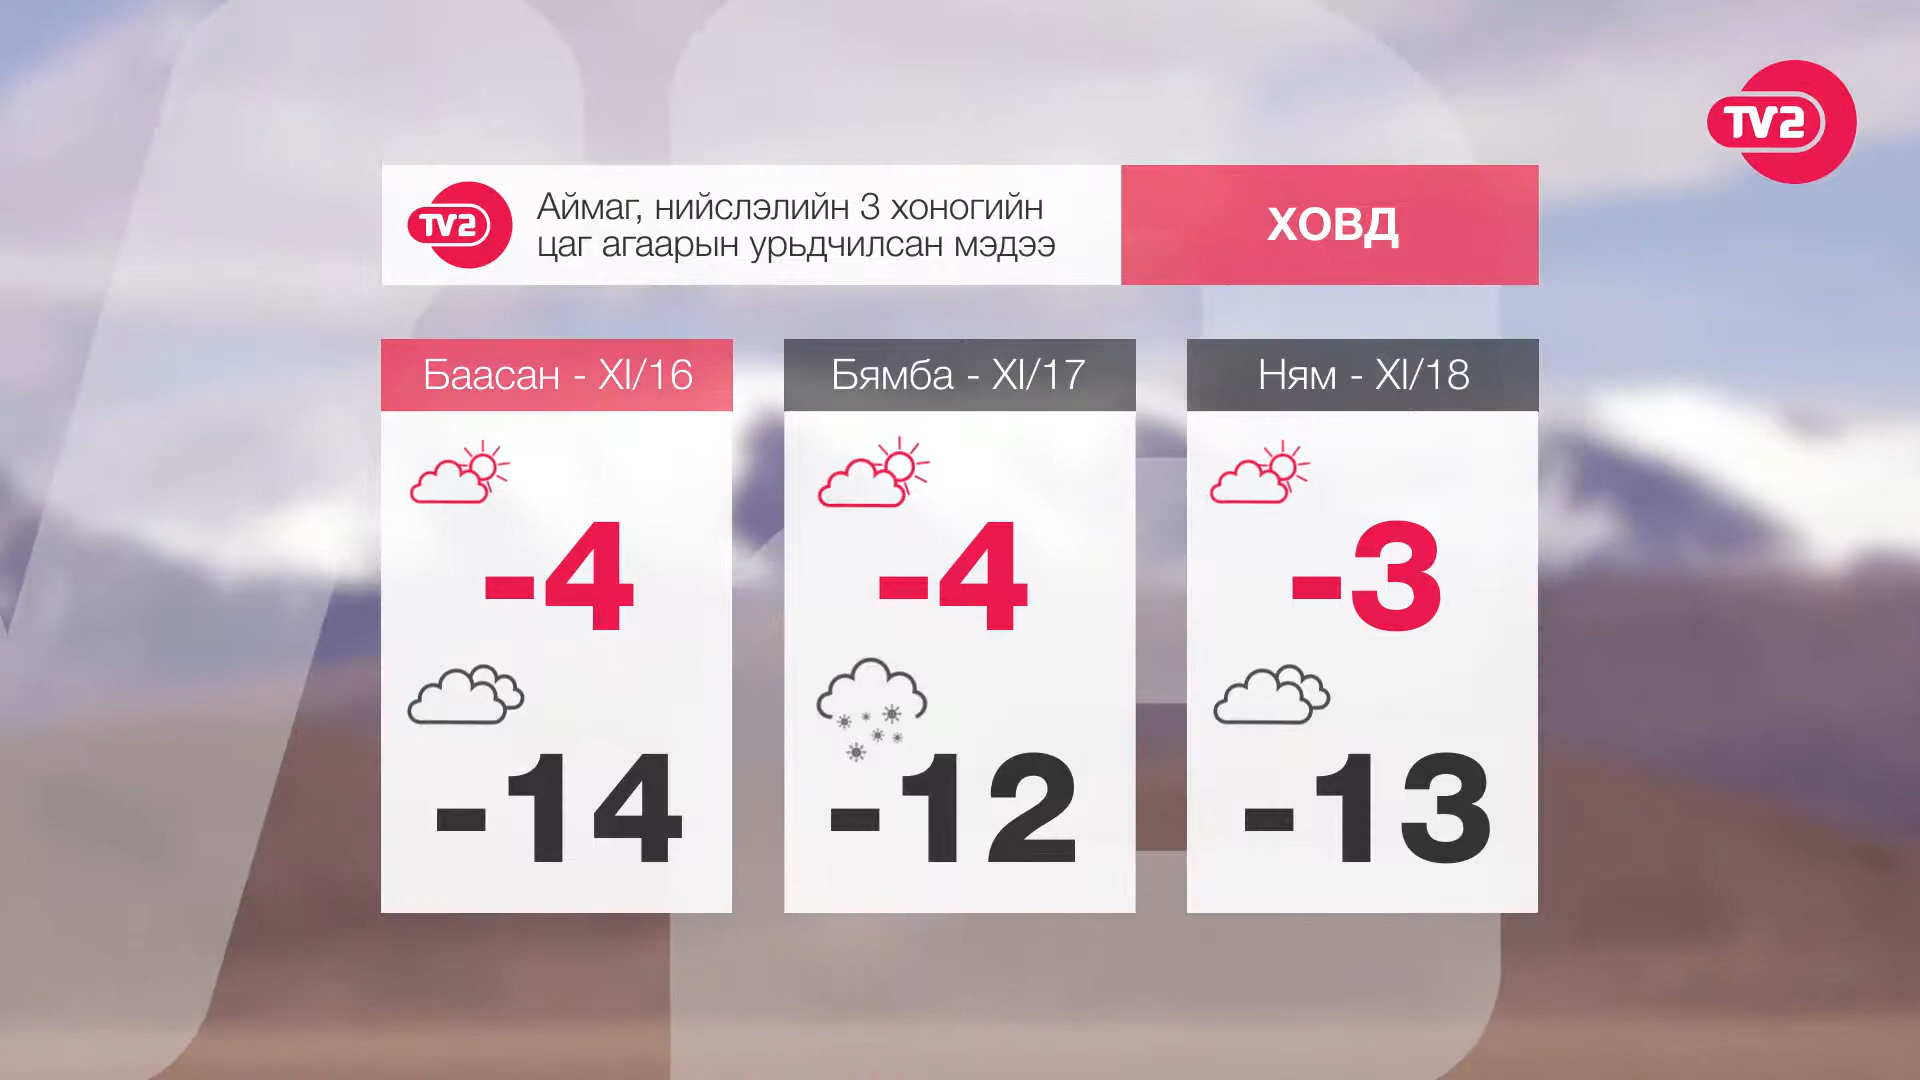 TV2
TV2
Аймаг, нийслэлийн 3 хоногийн
цаг агаарын урьдчилсан мэдээ
ХОВД
Баасан - XI/16
-4
-14
Бямба - XI/17
-4
-12
Ням - XI/18
-3
-13